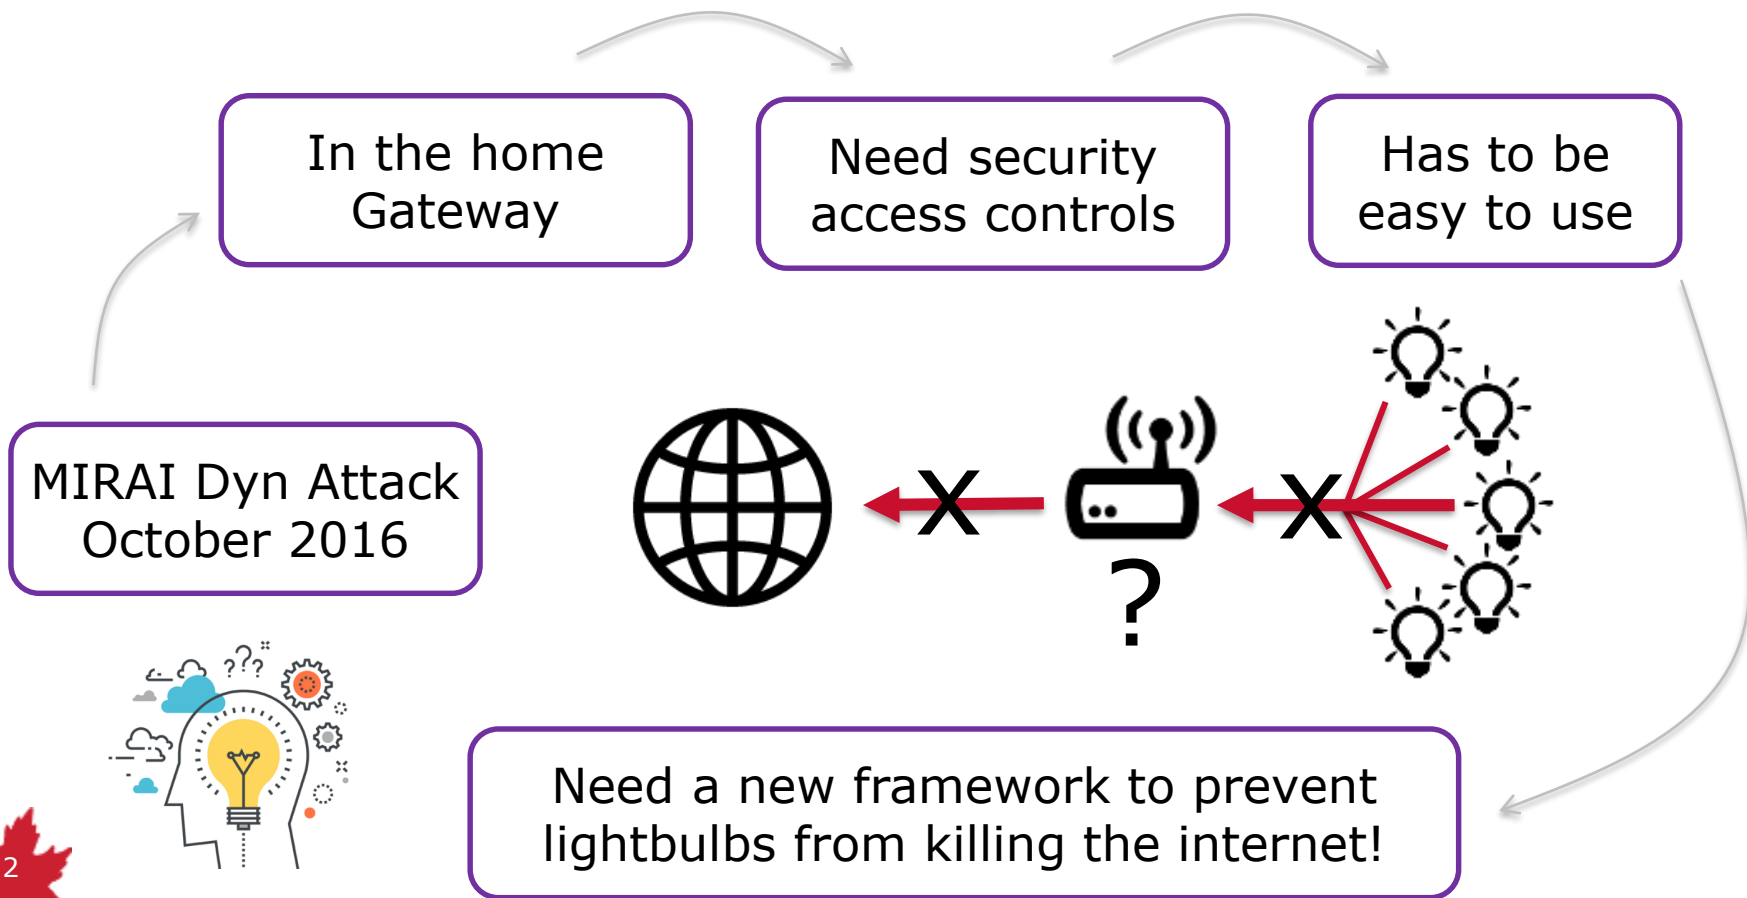 In the home
Gateway
Need security
access controls
Has to be
easy to use
MIRAI Dyn Attack
October 2016
X
X
?
???
Need a new framework to prevent
lightbulbs from killing the internet!
2